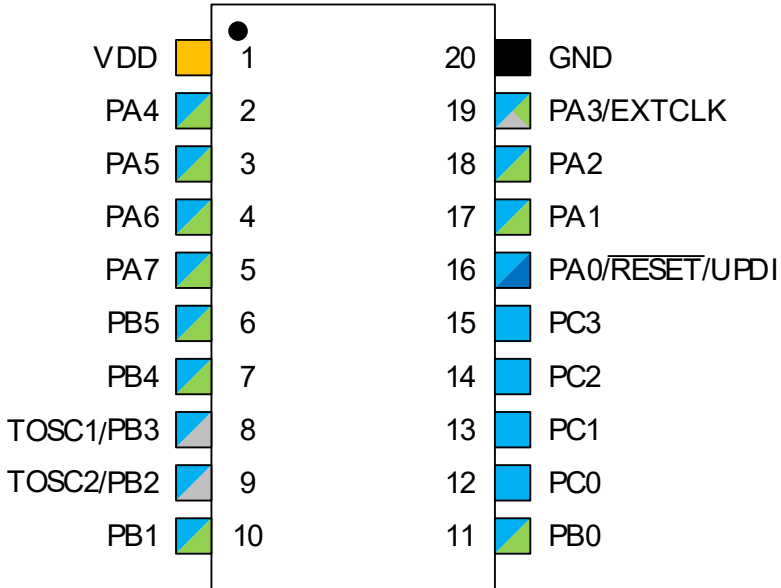 VDD 1 20 GND
PA4 2 19 PA3/EXTCLK
PA5 3 18 PA2
PA6 4 17 PA1
PA7 5 16 PA0/RESET/UPDI
PB5 6 15 PC3
PB4 7 14 PC2
TOSC1/PB3 8 13 PC1
TOSC2/PB2 9 12 PC0
PB1 10 11 PB0